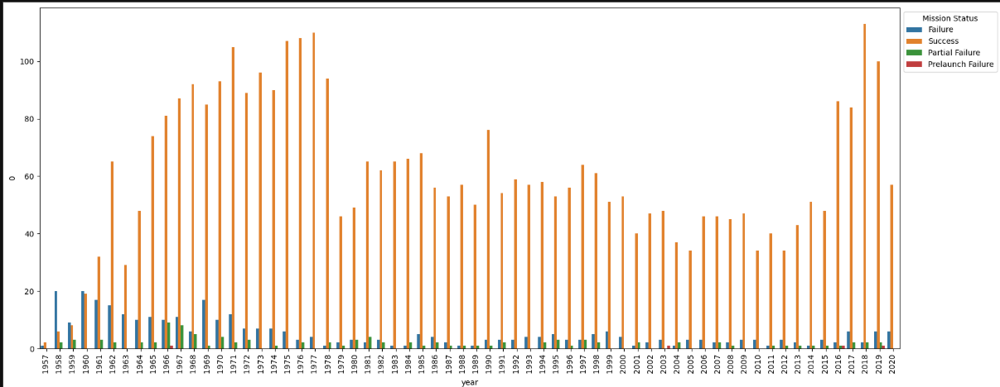 Mission Status
Failure
Success
Partial Failure
Prelaunch Failure
100
80
60
40
20
0
0
1957 1958 1959 1960 1961 1962 1963 1964 1965 1966 1967 1968 1969 1970 1971 1972 1973 1974 1975 1976 1977 1978 1979 1980 1981 1982 1983 1984 1985 1986 1987 1988 1989 1990 1991 1992 1993 1994 1995 1996 1997 1998 1999 2000 2001 2002 2003 2004 2005 2006 2007 2008 2009 2010 2011 2012 2013 2014 2015 2016 2017 2018 2019 2020
year